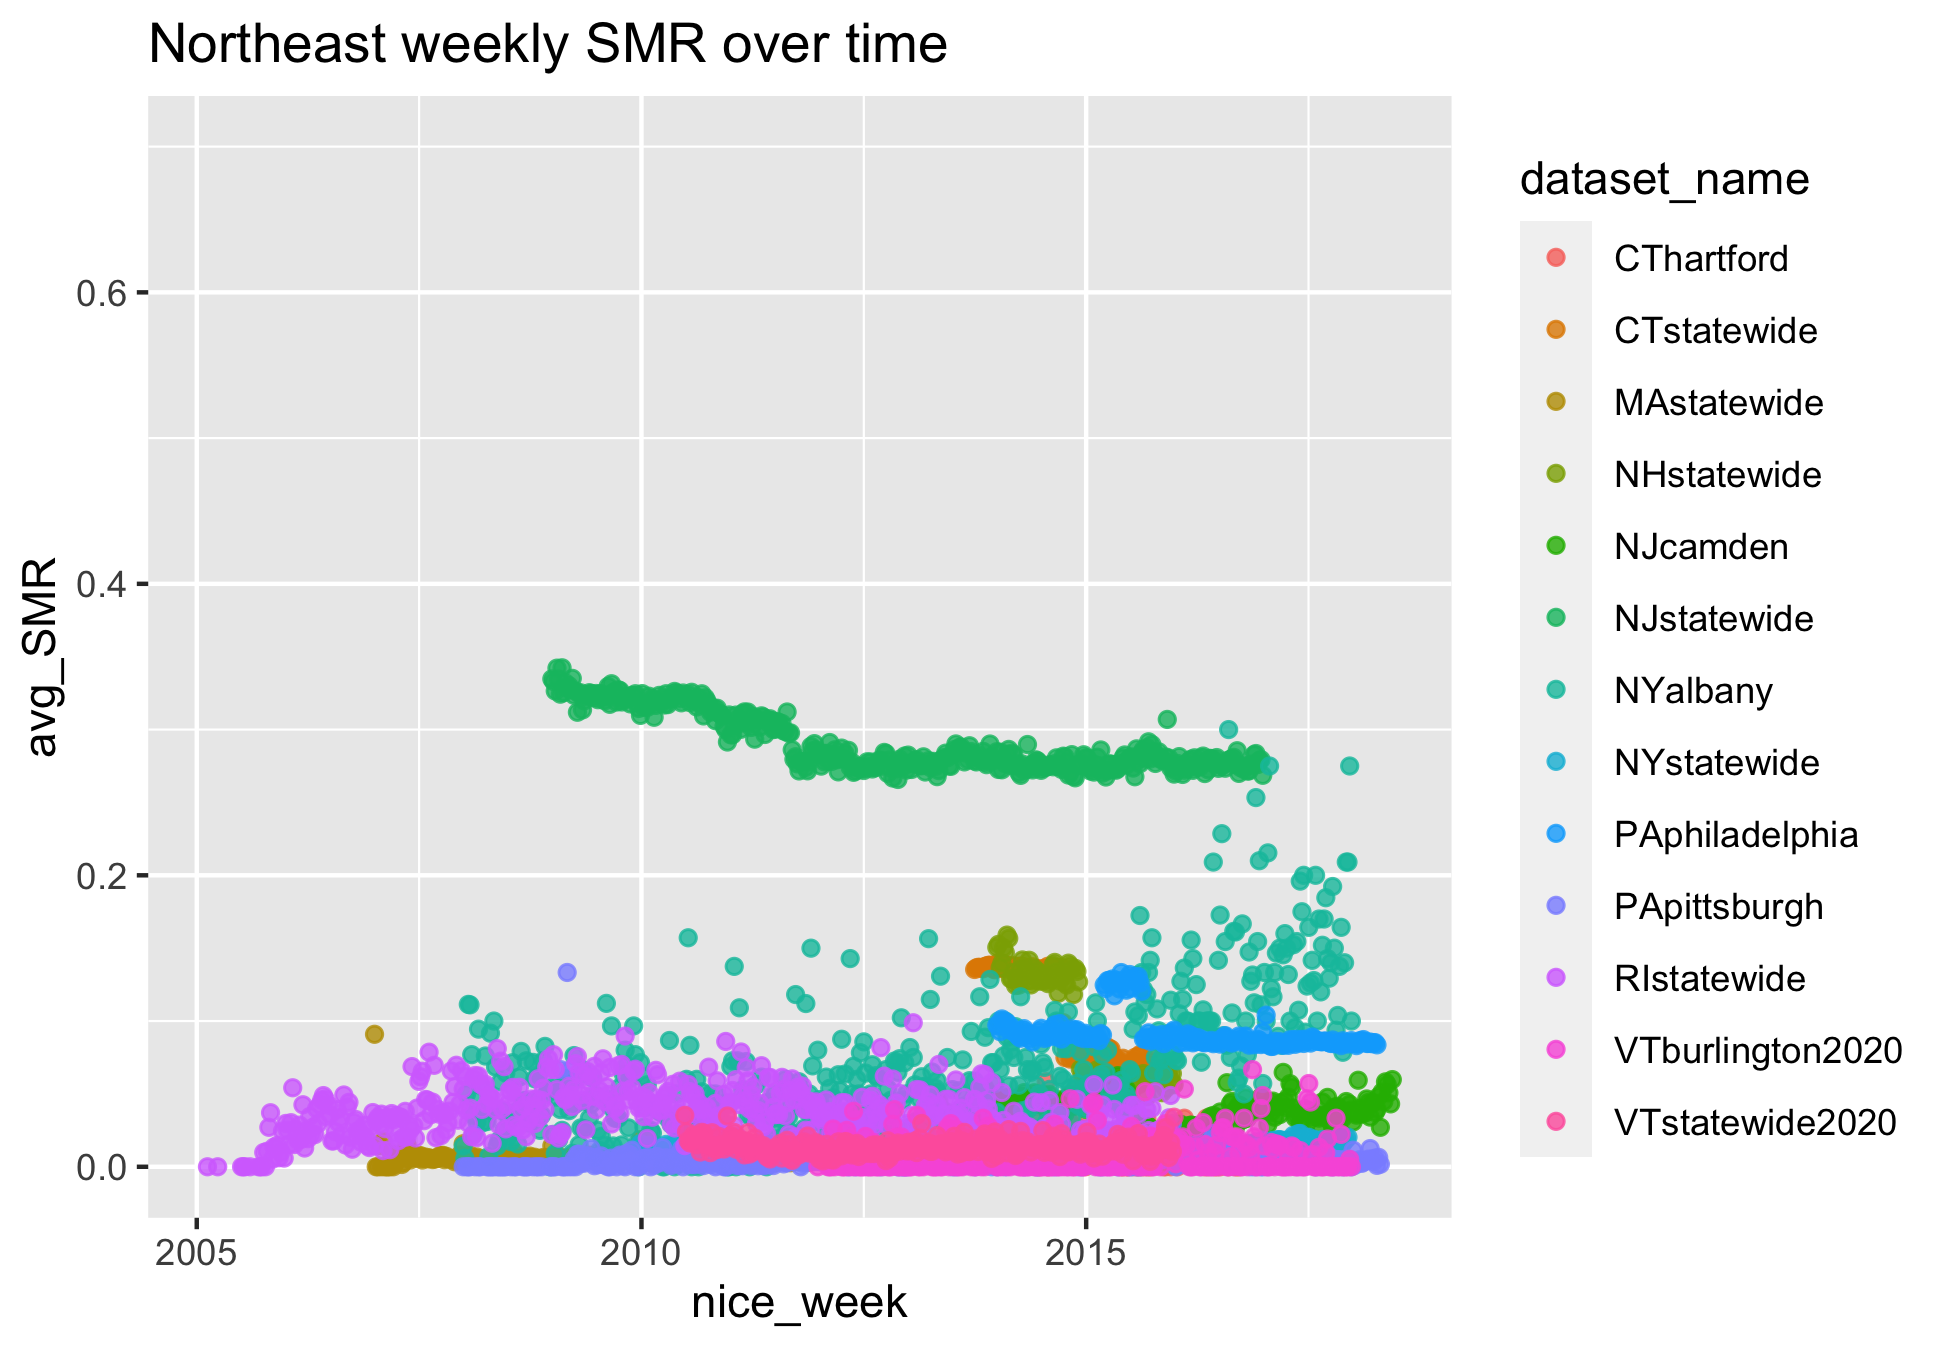 Northeast weekly SMR over time
avg_SMR
0.6
0.4
0.2
0.0
2005
2010
2015
nice_week
dataset_name
CThartford
CTstatewide
MAstatewide
NHstatewide
NJcamden
NJstatewide
NYalbany
NYstatewide
PAphiladelphia
PApittsburgh
RIstatewide
VTburlington2020
VTstatewide2020